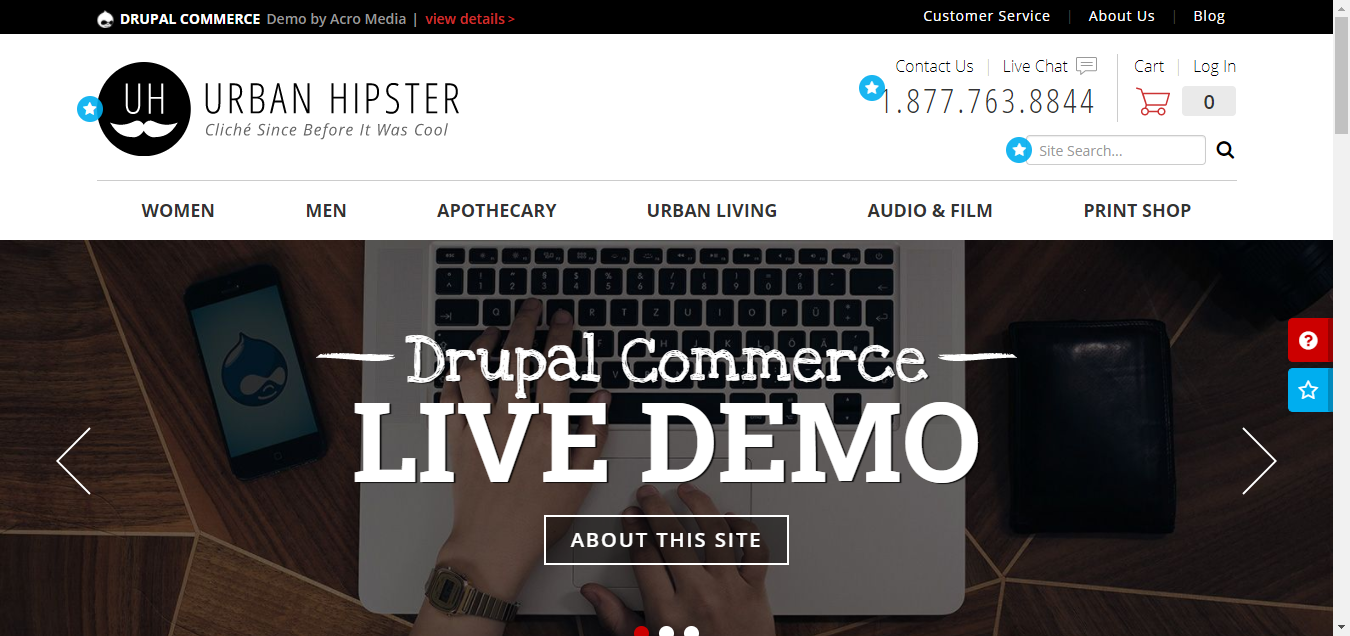 DRUPAL COMMERCE Demo by Acro Media | view details >
Customer Service | About Us | Blog
UH
URBAN HIPSTER
Cliché Since Before It Was Cool
Contact Us | Live Chat
1.877.763.8844
Cart | Log In
0
Site Search...
WOMEN MEN APOTHECARY URBAN LIVING AUDIO & FILM PRINT SHOP
Drupal Commerce
LIVE DEMO
ABOUT THIS SITE